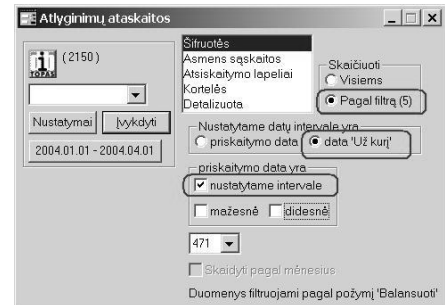 Atlyginimų ataskaitos
(2150)
TOPAS
Nustatymai
Įvykdyti
2004.01.01 - 2004.04.01
Šifruotės
Asmens sąskaitos
Atsiskaitymo lapeliai
Kortelės
Detalizuota
Skaičiuoti
Visiems
Pagal filtrą (5)
Nustatytame datų intervale yra
priskaitymo data
data 'Už kurį'
priskaitymo data yra
nustatytame intervale
mažesnė
didesnė
471
Skaidyti pagal mėnesius
Duomenys filtruojami pagal požymį 'Balansuoti'